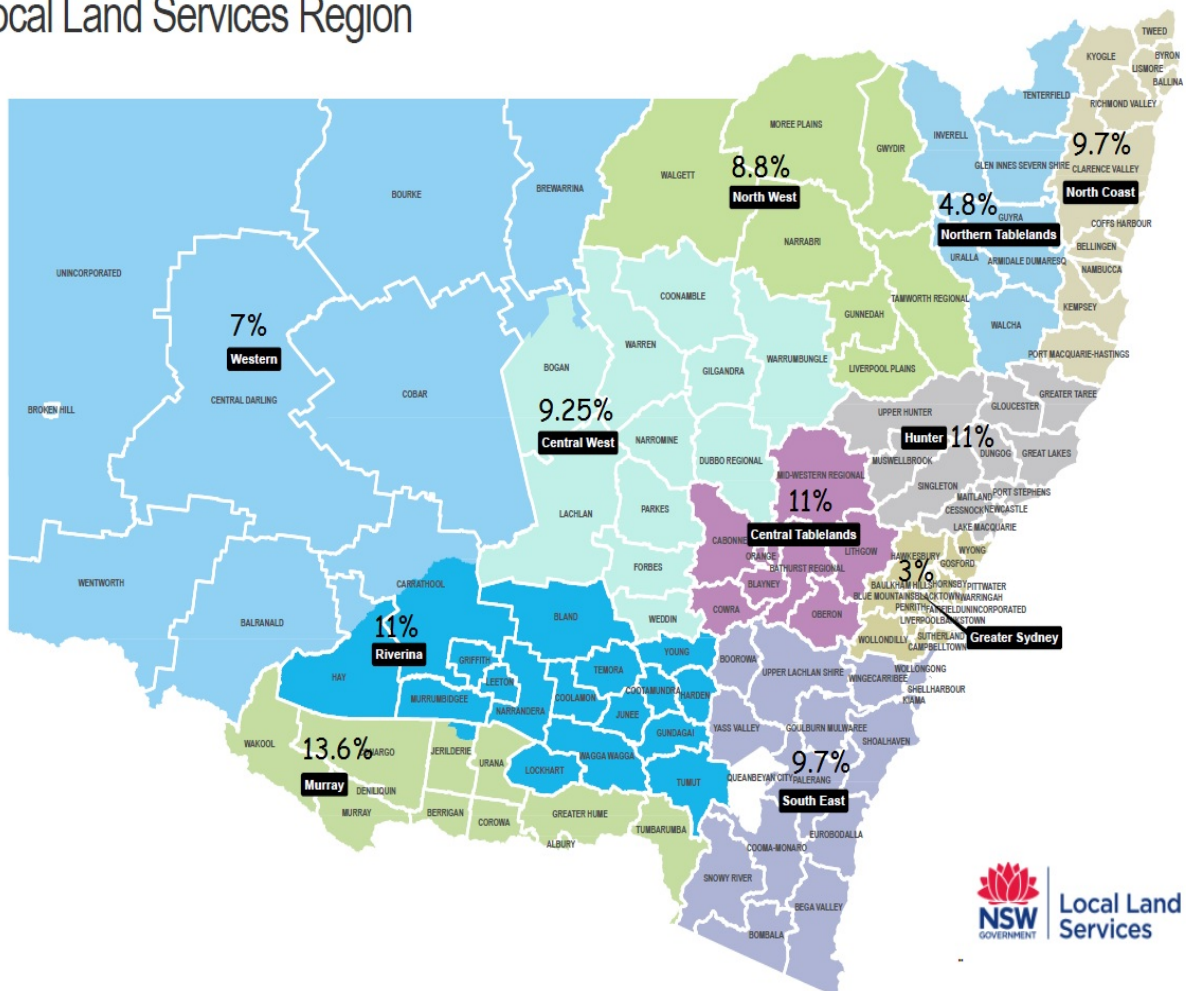 ocal Land Services Region
TWEED
KYOGLE
BYRON
LISMORE
BALLINA
TENTERFIELD
RICHMOND VALLEY
MOREE PLAINS
INVERELL
GWYDIR
9.7%
GLEN INNES SEVERN SHIRE
CLARENCE VALLEY
8.8%
WALGETT
BREWARRINA
BOURKE
North West
North Coast
4.8%
GUYRA
COFFS HARBOUR
Northern Tablelands
NARRABRI
BELLINGEN
URALLA
ARMIDALE DUMARESQ
NAMBUCCA
UNINCORPORATED
COONAMBLE
TAMWORTH REGIONAL
KEMPSEY
GUNNEDAH
WALCHA
7%
WARREN
Western
WARRUMBUNGLE
PORT MACQUARIE-HASTINGS
BOGAN
GILGANDRA
LIVERPOOL PLAINS
COBAR
GREATER TAREE
CENTRAL DARLING
GLOUCESTER
BROKEN HILL
9.25%
UPPER HUNTER
Central West
NARROMINE
Hunter
11%
DUNGOG
GREAT LAKES
DUBBO REGIONAL
MUSWELLBROOK
MID-WESTERN REGIONAL
SINGLETON
PORT STEPHENS
MAITLAND
11%
PARKES
LACHLAN
CESSNOCK
NEWCASTLE
LAKE MACQUARIE
Central Tablelands
CABONNE
ORANGE
LITHGOW
HAWKESBURY
WYONG
GOSFORD
FORBES
BATHURST REGIONAL
3%
WENTWORTH
CARRATHOOL
BLAYNEY
BAULKHAM HILLS
HORNSBY
PITTWATER
BLUE MOUNTAINS
BLACKTOWN
WARRINGAH
COWRA
OBERON
PENRITH
FAIRFIELD
UNINCORPORATED
BALRANALD
BLAND
WEDDIN
LIVERPOOL
BANKSTOWN
11%
Riverina
WOLLONDILLY
SUTHERLAND
Greater Sydney
CAMPBELLTOWN
GRIFFITH
YOUNG
BOOROWA
HAY
LEETON
TEMORA
UPPER LACHLAN SHIRE
WINGECARRIBEE
WOLLONGONG
MURRUMBIDGEE
COOLAMON
COOTAMUNDRA
HARDEN
SHELLHARBOUR
NARRANDERA
JUNEE
KIAMA
YASS VALLEY
GOULBURN MULWAREE
GUNDAGAI
SHOALHAVEN
WAKOOL
13.6%
JERILDERIE
WAGGA WAGGA
URANA
LOCKHART
9.7%
Murray
DENILIQUIN
TUMUT
QUEANBEYAN CITY
PALERANG
South East
MURRAY
BERRIGAN
COROWA
GREATER HUME
TUMBARUMBA
EUROBODALLA
ALBURY
COOMA-MONARO
SNOWY RIVER
BEGA VALLEY
BOMBALA
NSW
GOVERNMENT
Local Land
Services